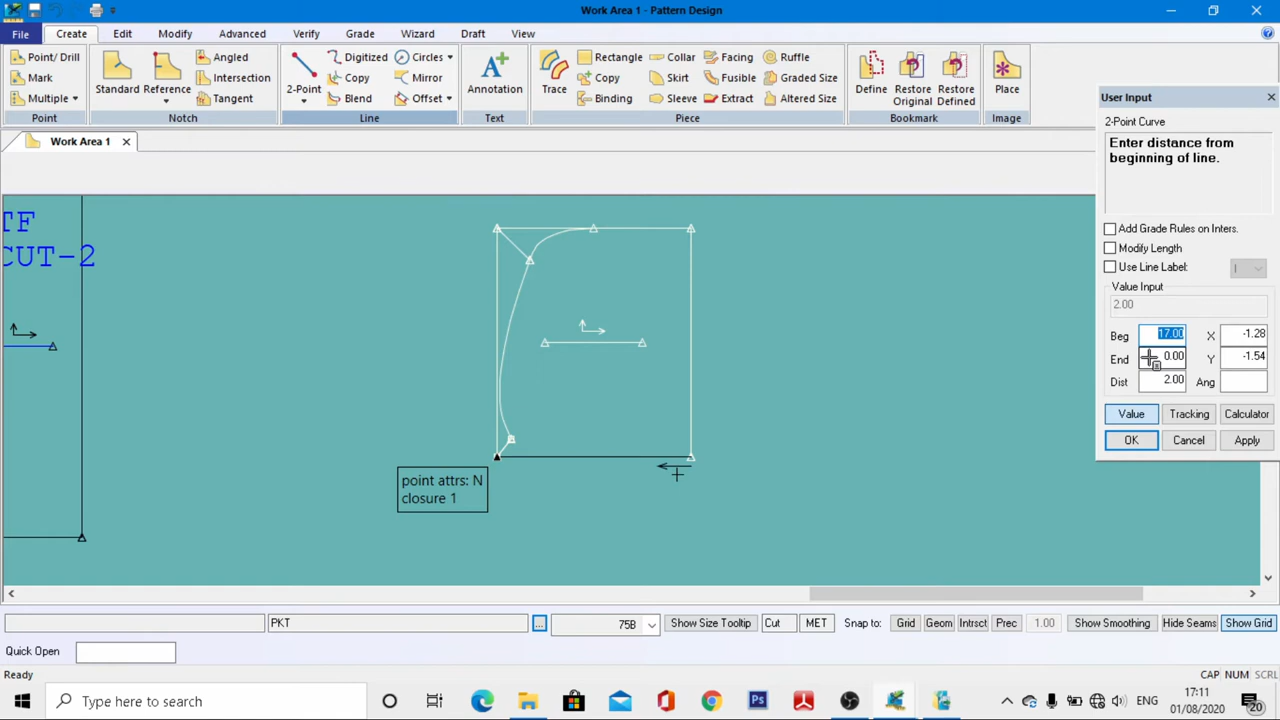 Work Area 1 - Pattern Design
File Create Edit Modify Advanced Verify Grade Wizard Draft View
Point/ Drill Angled Digitized Circles Rectangle Collar Facing Ruffle
Mark Intersection Copy Mirror Copy Skirt Fusible Graded Size
Multiple Standard Reference Tangent 2-Point Blend Offset Annotation Trace Binding Sleeve Extract Altered Size Define Restore Original Restore Defined Place
Point Notch Line Text Piece Bookmark Image
Work Area 1
User Input
2-Point Curve
Enter distance from
beginning of line.
Add Grade Rules on Inters.
Modify Length
Use Line Label:
Value Input
2.00
Beg 17.00 X -1.28
End 0.00 Y -1.54
Dist 2.00 Ang
Value Tracking Calculator
OK Cancel Apply
TF
CUT-2
point attrs: N
closure 1
PKT ... 75B Show Size Tooltip Cut MET Snap to: Grid Geom Intrsct Prec 1.00 Show Smoothing Hide Seams Show Grid
Quick Open
Ready CAP NUM SCRL
Type here to search ENG 17:11
01/08/2020
20